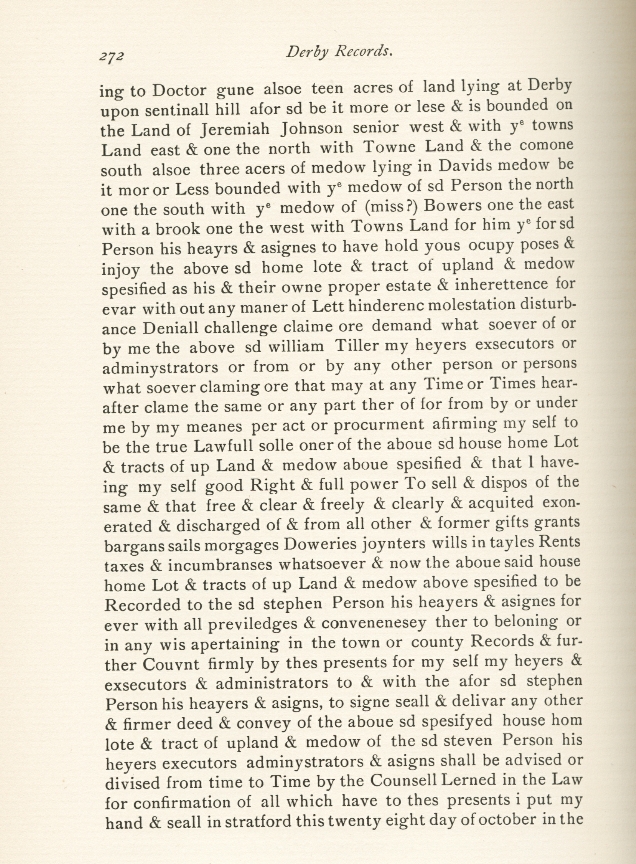 272
Derby Records.
ing to Doctor gune alsoe teen acres of land lying at Derby
upon sentinall hill afor sd be it more or lese & is bounded on
the Land of Jeremiah Johnson senior west & with yᵉ towns
Land east & one the north with Towne Land & the comone
south alsoe three acers of medow lying in Davids medow be
it mor or Less bounded with yᵉ medow of sd Person the north
one the south with yᵉ medow of (miss?) Bowers one the east
with a brook one the west with Towns Land for him yᵉ for sd
Person his heayrs & asignes to have hold yous ocupy poses &
injoy the above sd home lote & tract of upland & medow
spesified as his & their owne proper estate & inherettence for
evar with out any maner of Lett hinderenc molestation disturb-
ance Deniall challenge claime ore demand what soever of or
by me the above sd william Tiller my heyers exsecutors or
adminystrators or from or by any other person or persons
what soever claming ore that may at any Time or Times hear-
after clame the same or any part ther of for from by or under
me by my meanes per act or procurment afirming my self to
be the true Lawfull solle oner of the aboue sd house home Lot
& tracts of up Land & medow aboue spesified & that I have-
ing my self good Right & full power To sell & dispos of the
same & that free & clear & freely & clearly & acquited exon-
erated & discharged of & from all other & former gifts grants
bargans sails morgages Doweries joynters wills in tayles Rents
taxes & incumbranses whatsoever & now the aboue said house
home Lot & tracts of up Land & medow above spesified to be
Recorded to the sd stephen Person his heayers & asignes for
ever with all previledges & convenenesey ther to beloning or
in any wis apertaining in the town or county Records & fur-
ther Couvnt firmly by thes presents for my self my heyers &
exsecutors & administrators to & with the afor sd stephen
Person his heayers & asigns, to signe seall & delivar any other
& firmer deed & convey of the aboue sd spesifyed house hom
lote & tract of upland & medow of the sd steven Person his
heyers executors adminystrators & asigns shall be advised or
divised from time to Time by the Counsell Lerned in the Law
for confirmation of all which have to thes presents i put my
hand & seall in stratford this twenty eight day of october in the